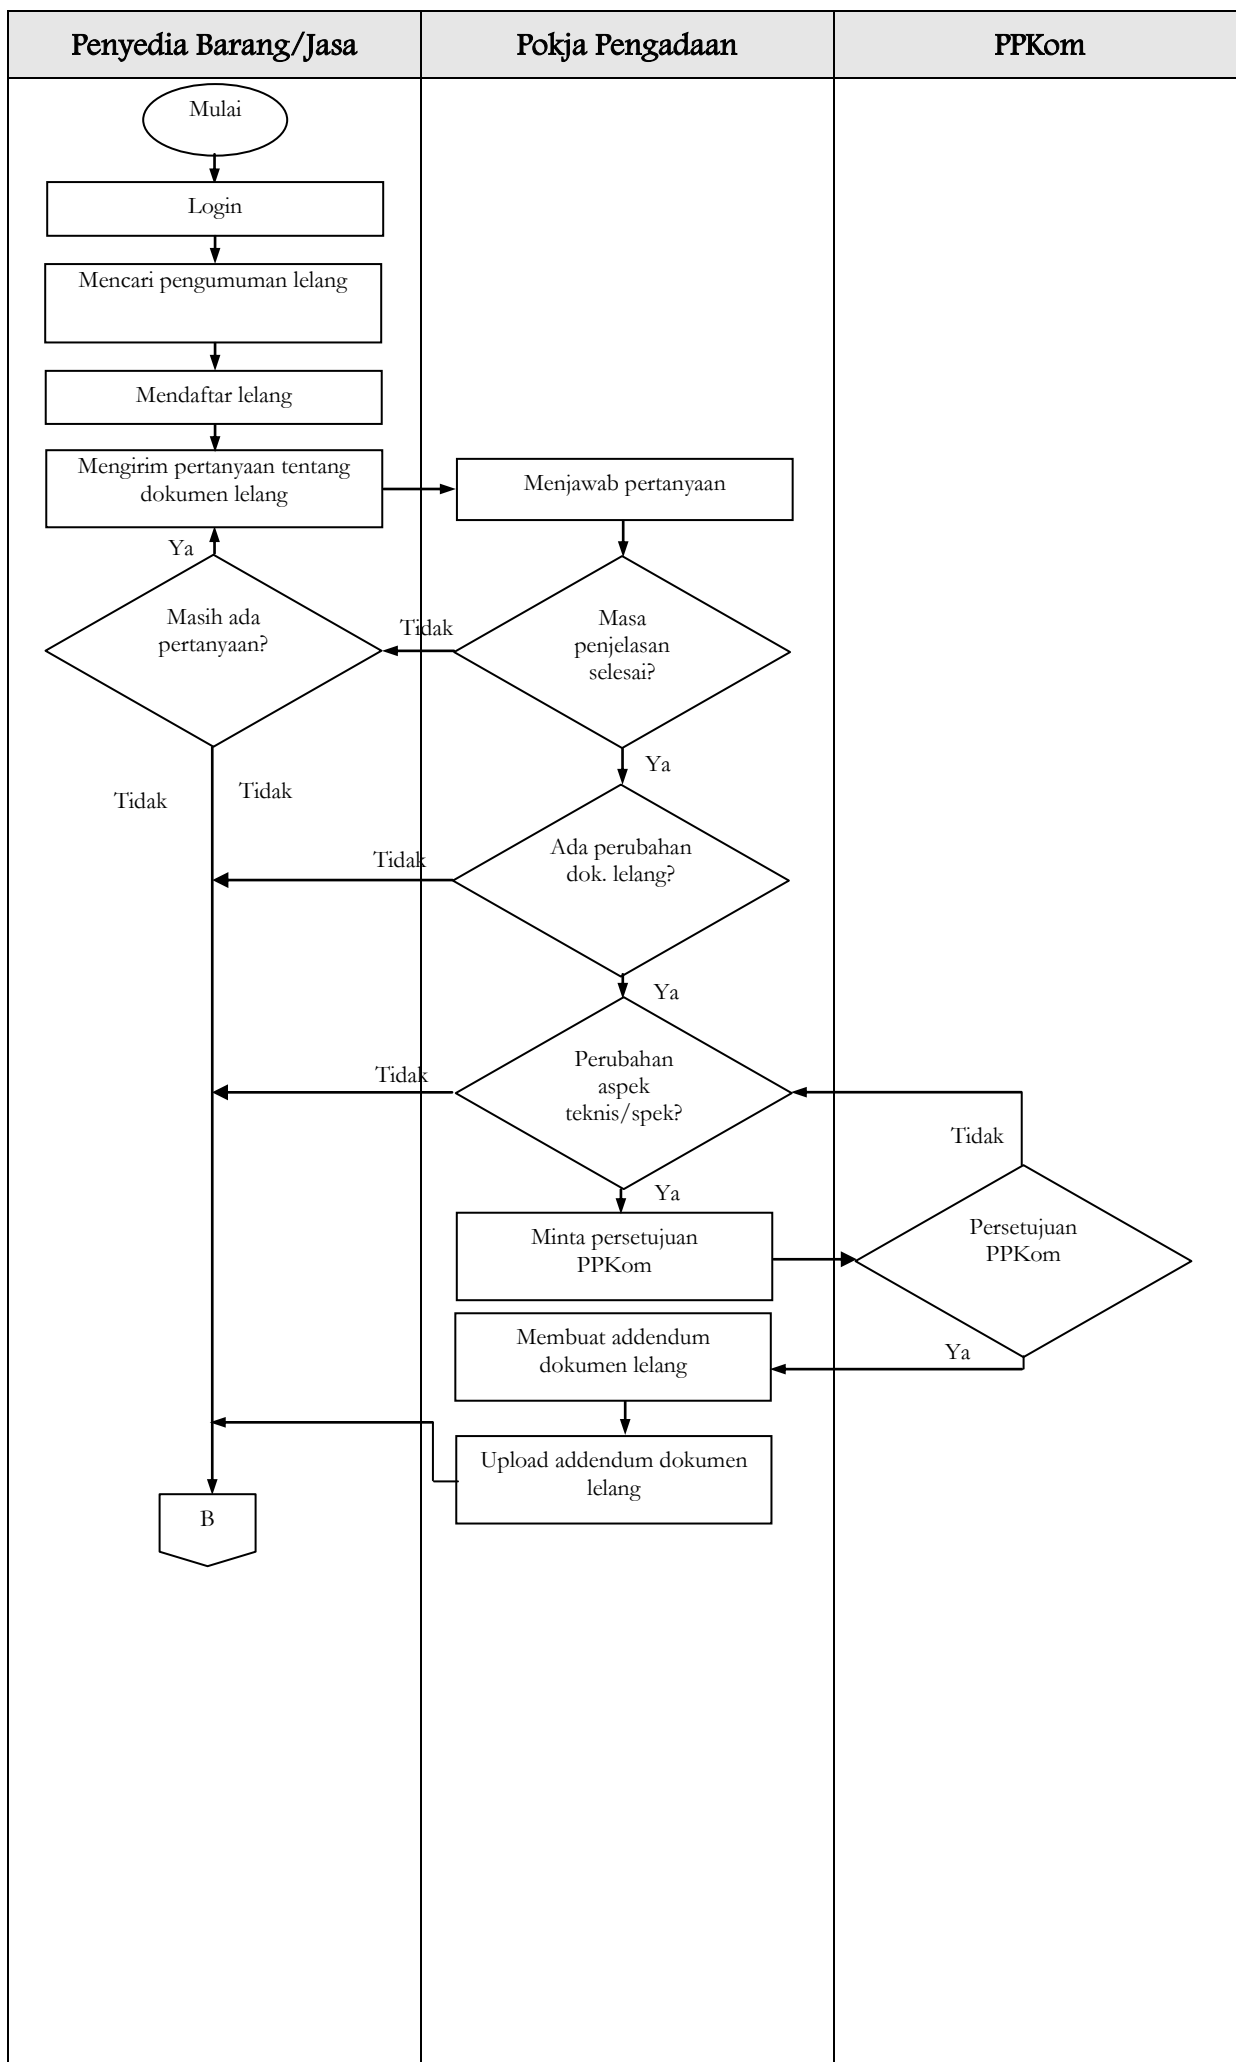 Penyedia Barang/Jasa
Pokja Pengadaan
PPKom
Mulai
Login
Mencari pengumuman lelang
Mendaftar lelang
Mengirim pertanyaan tentang
dokumen lelang
Menjawab pertanyaan
Ya
Masih ada
pertanyaan?
Tidak
Masa
penjelasan
selesai?
Ya
Tidak
Tidak
Tidak
Ada perubahan
dok. lelang?
Ya
Tidak
Perubahan
aspek
teknis/spek?
Tidak
Ya
Minta persetujuan
PPKom
Persetujuan
PPKom
Membuat addendum
dokumen lelang
Ya
Upload addendum dokumen
lelang
B